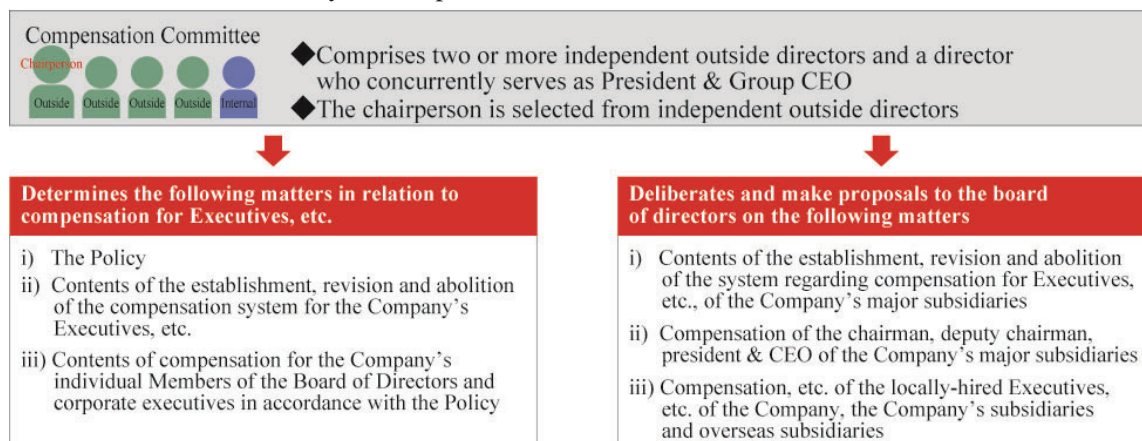 Compensation Committee
Chairperson
Outside
Outside
Outside
Outside
Internal
◆Comprises two or more independent outside directors and a director
who concurrently serves as President & Group CEO
◆The chairperson is selected from independent outside directors
Determines the following matters in relation to
compensation for Executives, etc.
i) The Policy
ii) Contents of the establishment, revision and abolition
of the compensation system for the Company's
Executives, etc.
iii) Contents of compensation for the Company's
individual Members of the Board of Directors and
corporate executives in accordance with the Policy
Deliberates and make proposals to the board
of directors on the following matters
i) Contents of the establishment, revision and abolition
of the system regarding compensation for Executives,
etc., of the Company's major subsidiaries
ii) Compensation of the chairman, deputy chairman,
president & CEO of the Company's major subsidiaries
iii) Compensation, etc. of the locally-hired Executives,
etc. of the Company, the Company's subsidiaries
and overseas subsidiaries